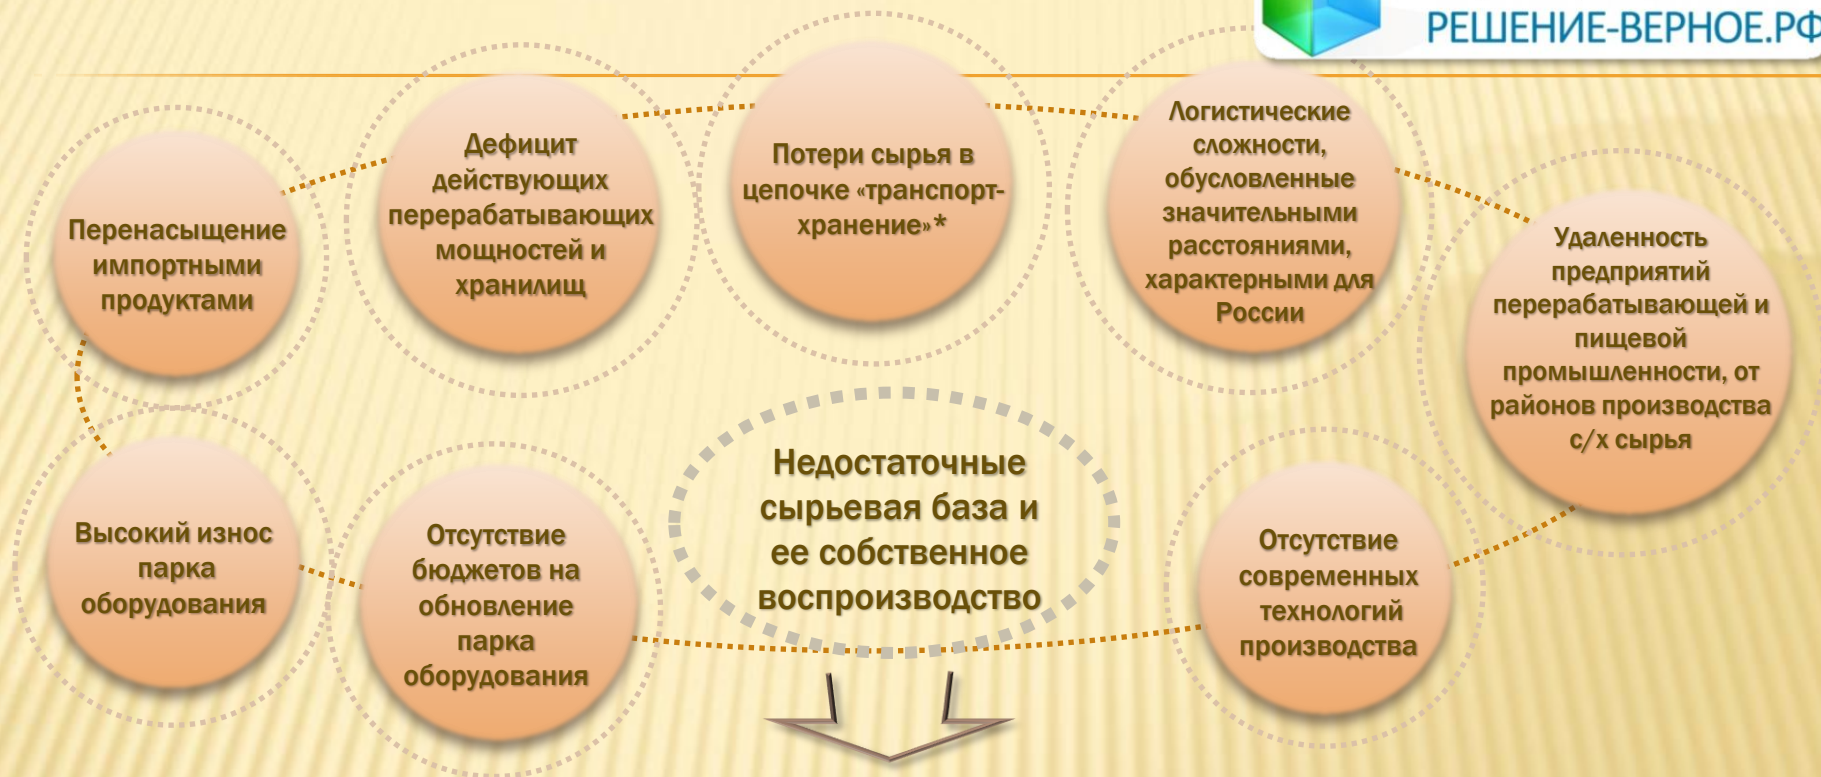 РЕШЕНИЕ-ВЕРНОЕ.РФ
Перенасыщение
импортными
продуктами
Дефицит
действующих
перерабатывающих
мощностей и
хранилищ
Потери сырья в
цепочке «транспорт-
хранение»*
Логистические
сложности,
обусловленные
значительными
расстояниями,
характерными для
России
Удаленность
предприятий
перерабатывающей и
пищевой
промышленности, от
районов производства
с/х сырья
Высокий износ
парка
оборудования
Отсутствие
бюджетов на
обновление
парка
оборудования
Недостаточные
сырьевая база и
ее собственное
воспроизводство
Отсутствие
современных
технологий
производства